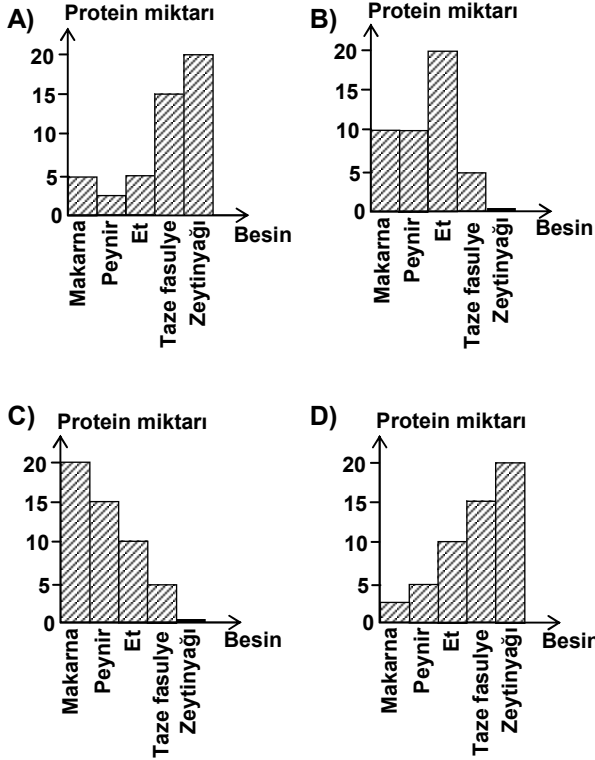 A) Protein miktarı
20
15
10
5
0
Besin
Makarna
Peynir
Et
Taze fasulye
Zeytinyağı
B) Protein miktarı
20
15
10
5
0
Besin
Makarna
Peynir
Et
Taze fasulye
Zeytinyağı
C) Protein miktarı
20
15
10
5
0
Besin
Makarna
Peynir
Et
Taze fasulye
Zeytinyağı
D) Protein miktarı
20
15
10
5
0
Besin
Makarna
Peynir
Et
Taze fasulye
Zeytinyağı